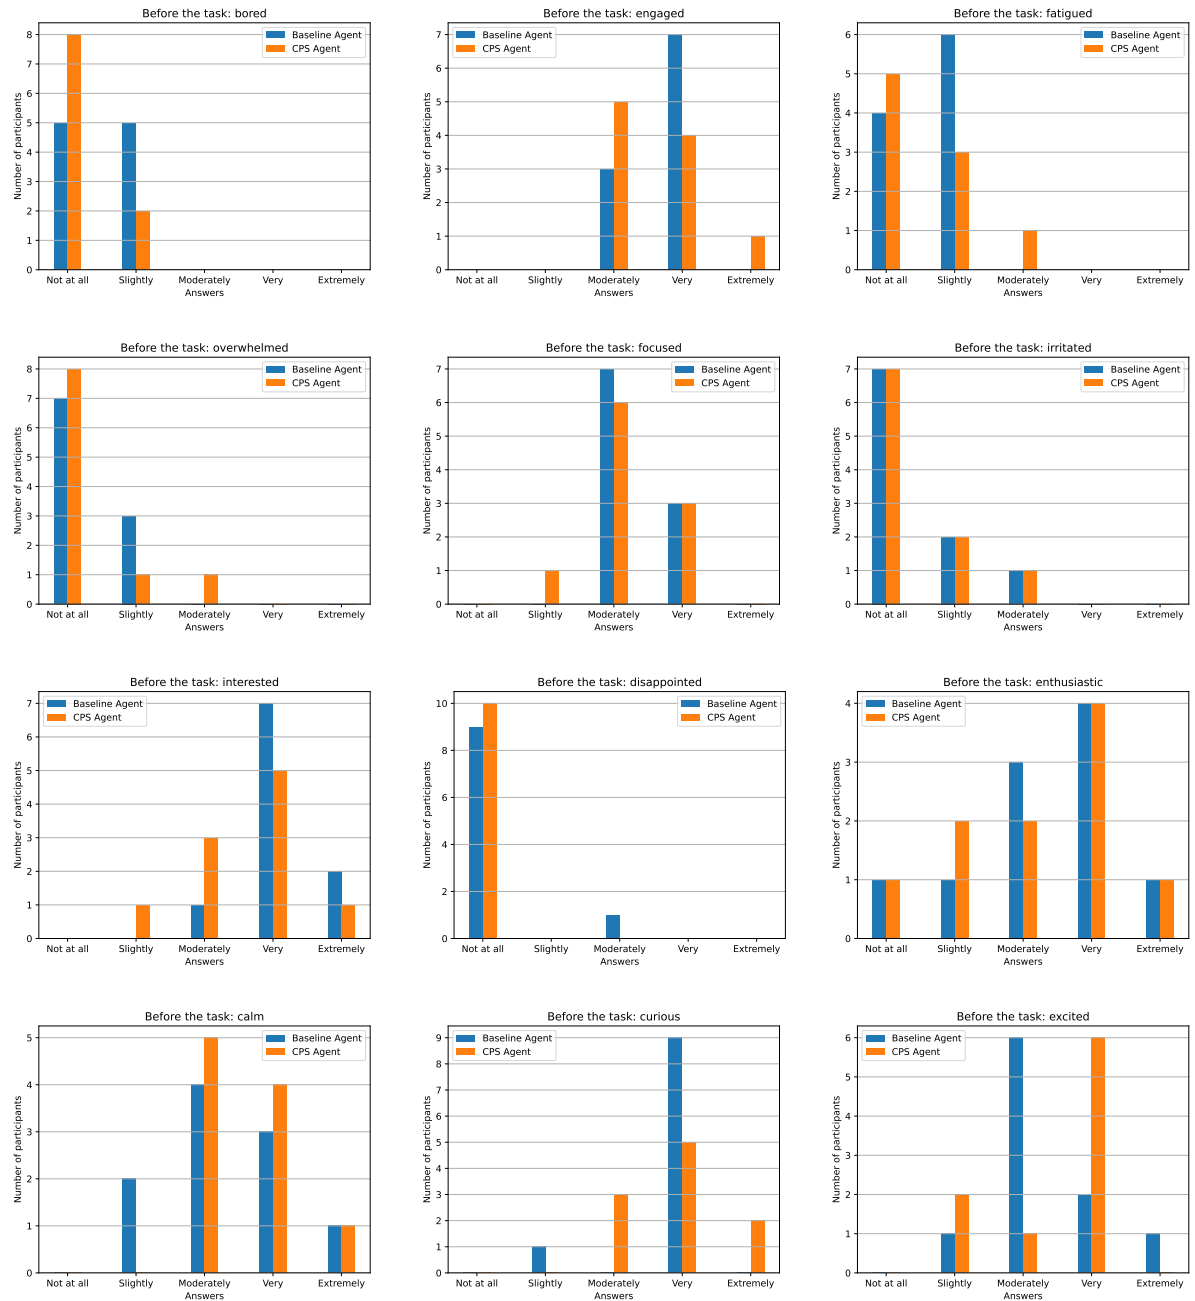 Before the task: bored
Number of participants
8
7
6
5
4
3
2
1
0
Baseline Agent
CPS Agent
Not at all Slightly Moderately Very Extremely
Answers
Before the task: engaged
Number of participants
7
6
5
4
3
2
1
0
Baseline Agent
CPS Agent
Not at all Slightly Moderately Very Extremely
Answers
Before the task: fatigued
Number of participants
6
5
4
3
2
1
0
Baseline Agent
CPS Agent
Not at all Slightly Moderately Very Extremely
Answers
Before the task: overwhelmed
Number of participants
8
7
6
5
4
3
2
1
0
Baseline Agent
CPS Agent
Not at all Slightly Moderately Very Extremely
Answers
Before the task: focused
Number of participants
7
6
5
4
3
2
1
0
Baseline Agent
CPS Agent
Not at all Slightly Moderately Very Extremely
Answers
Before the task: irritated
Number of participants
7
6
5
4
3
2
1
0
Baseline Agent
CPS Agent
Not at all Slightly Moderately Very Extremely
Answers
Before the task: interested
Number of participants
7
6
5
4
3
2
1
0
Baseline Agent
CPS Agent
Not at all Slightly Moderately Very Extremely
Answers
Before the task: disappointed
Number of participants
10
8
6
4
2
0
Baseline Agent
CPS Agent
Not at all Slightly Moderately Very Extremely
Answers
Before the task: enthusiastic
Number of participants
4
3
2
1
0
Baseline Agent
CPS Agent
Not at all Slightly Moderately Very Extremely
Answers
Before the task: calm
Number of participants
5
4
3
2
1
0
Baseline Agent
CPS Agent
Not at all Slightly Moderately Very Extremely
Answers
Before the task: curious
Number of participants
9
8
7
6
5
4
3
2
1
0
Baseline Agent
CPS Agent
Not at all Slightly Moderately Very Extremely
Answers
Before the task: excited
Number of participants
6
5
4
3
2
1
0
Baseline Agent
CPS Agent
Not at all Slightly Moderately Very Extremely
Answers